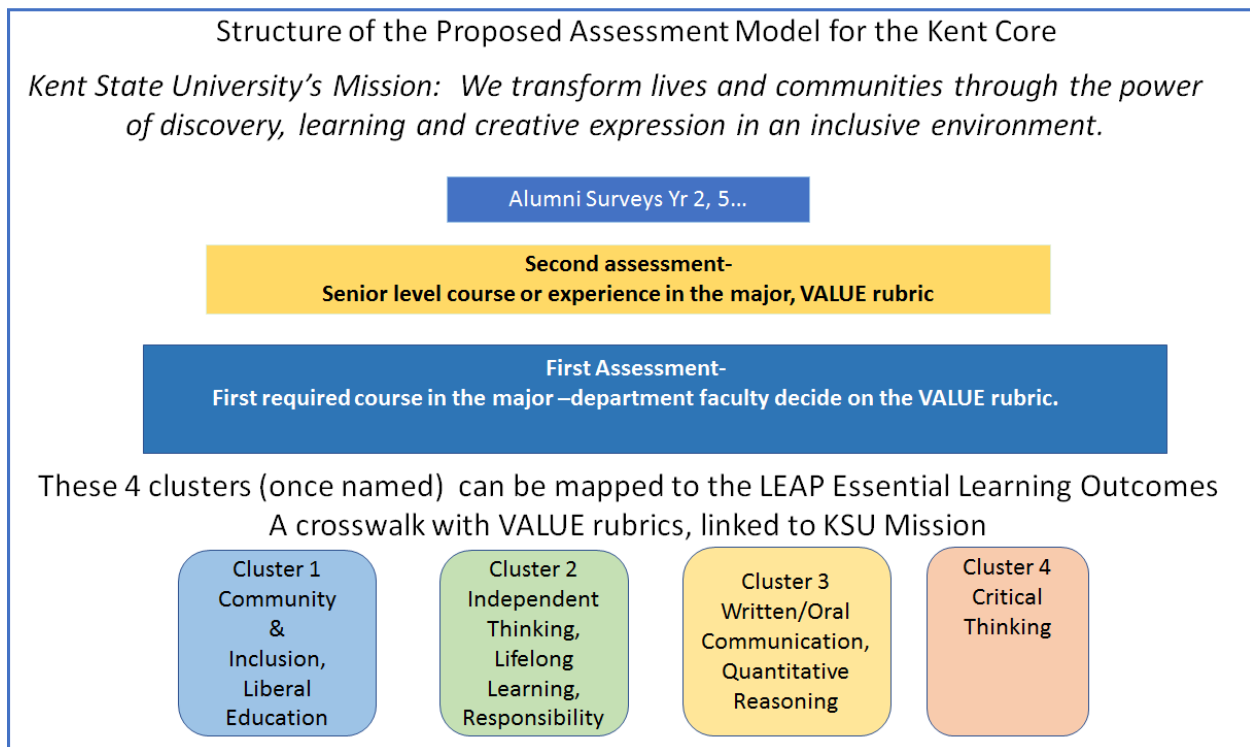 Structure of the Proposed Assessment Model for the Kent Core
Kent State University's Mission: We transform lives and communities through the power
of discovery, learning and creative expression in an inclusive environment.
Alumni Surveys Yr 2, 5...
Second assessment-
Senior level course or experience in the major, VALUE rubric
First Assessment-
First required course in the major –department faculty decide on the VALUE rubric.
These 4 clusters (once named) can be mapped to the LEAP Essential Learning Outcomes
A crosswalk with VALUE rubrics, linked to KSU Mission
Cluster 1
Community
&
Inclusion,
Liberal
Education
Cluster 2
Independent
Thinking,
Lifelong
Learning,
Responsibility
Cluster 3
Written/Oral
Communication,
Quantitative
Reasoning
Cluster 4
Critical
Thinking